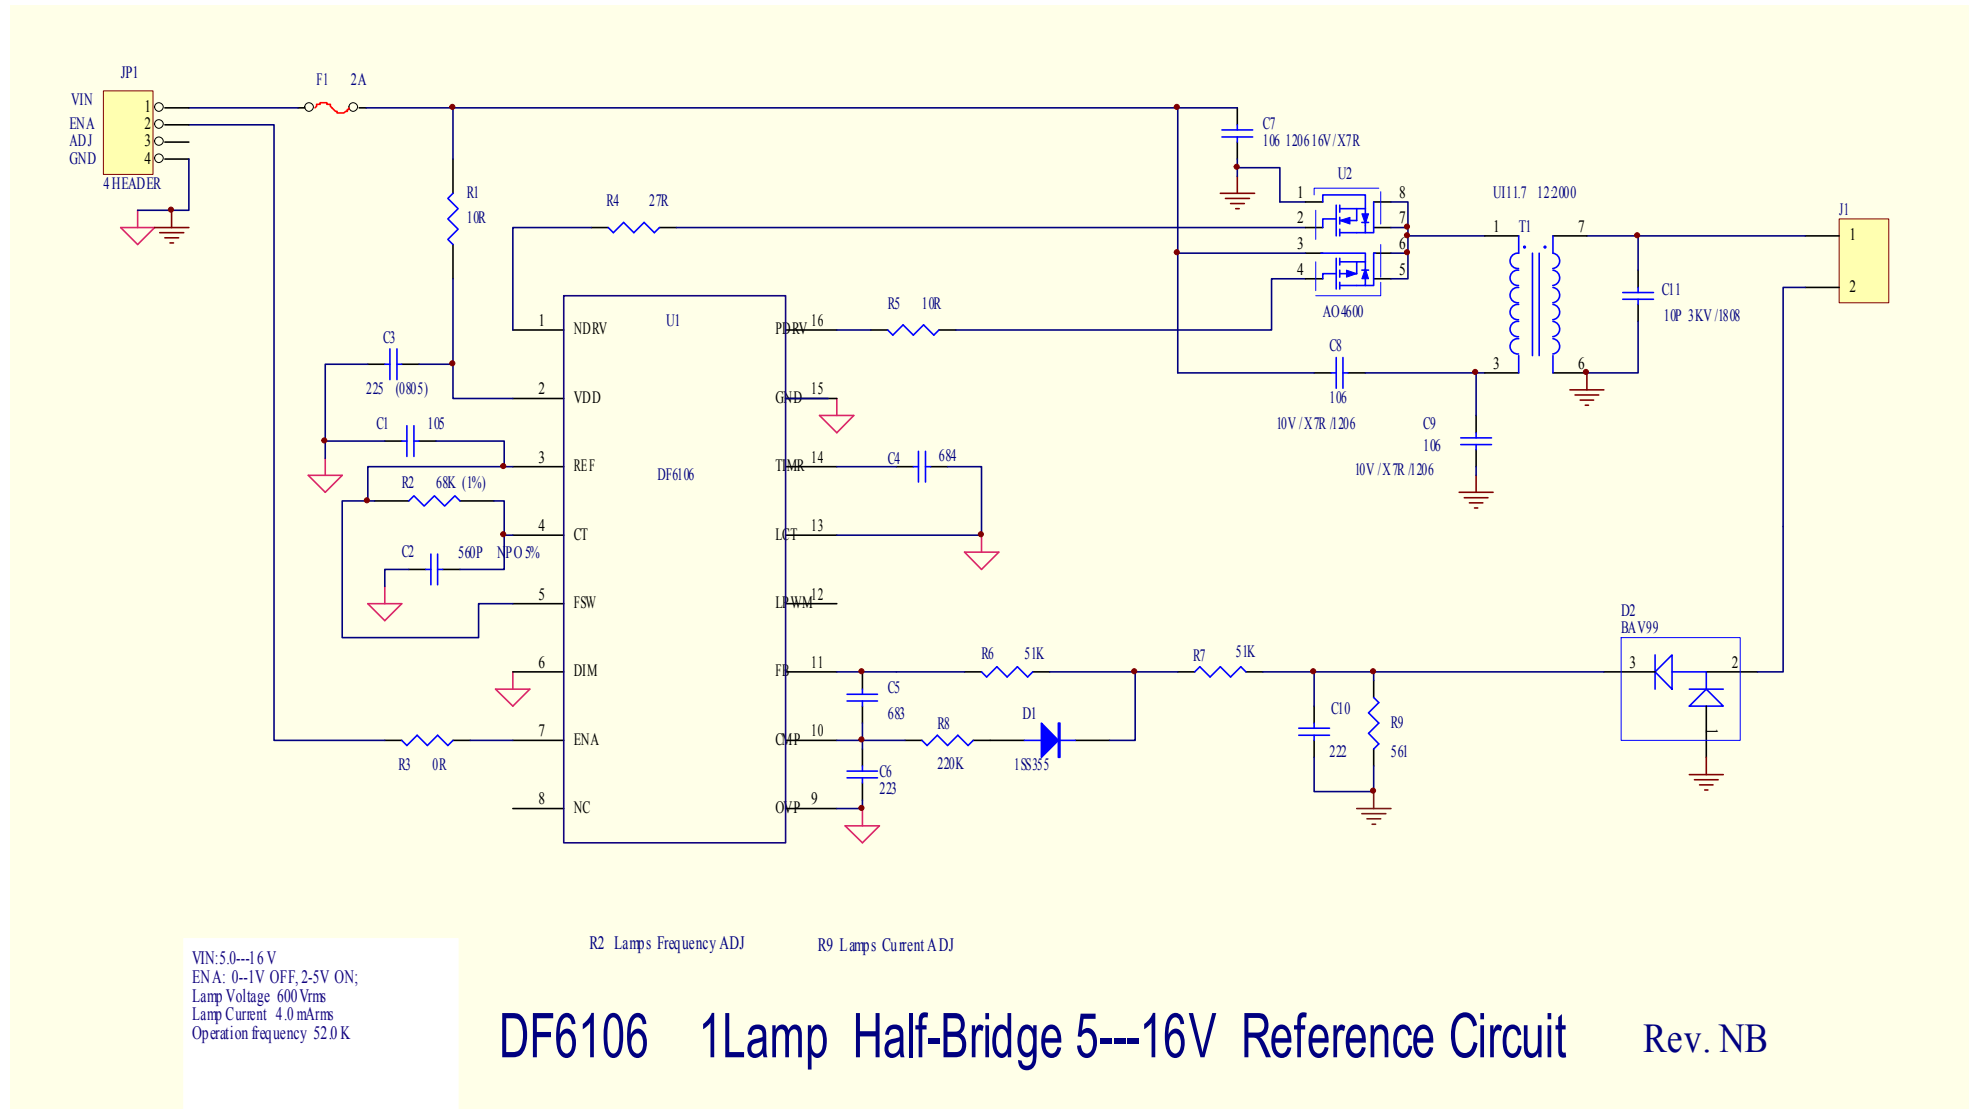 JP1
VIN 1
ENA 2
ADJ 3
GND 4
4 HEADER
F1 2A
R1
10R
R4 27R
C7
106 1206 16V/X7R
U2
1 8
2 7
3 6
4 5
AO4600
UI11.7 12:2000
1 T1 7
3 6
J1
1
2
C11
10P 3KV/1808
C8
106
10V/X7R/1206
C9
106
10V/X7R/1206
R5 10R
C3
225 (0805)
C1 105
R2 68K (1%)
C2 560P NPO 5%
R3 0R
U1
DF6106
1 NDRV
2 VDD
3 REF
4 CT
5 FSW
6 DIM
7 ENA
8 NC
PDRV 16
GND 15
TIMR 14
LCT 13
LPWM 12
FB 11
CMP 10
OVP 9
C4 684
R6 51K
R7 51K
C5
683
R8
220K
D1
1SS355
C6
223
C10
222
R9
561
D2
BAV99
3 2
1
R2 Lamps Frequency ADJ
R9 Lamps Current ADJ
VIN:5.0---16 V
ENA: 0--1V OFF, 2-5V ON;
Lamp Voltage 600Vrms
Lamp Current 4.0 mArms
Operation frequency 52.0 K
DF6106 1Lamp Half-Bridge 5---16V Reference Circuit
Rev. NB